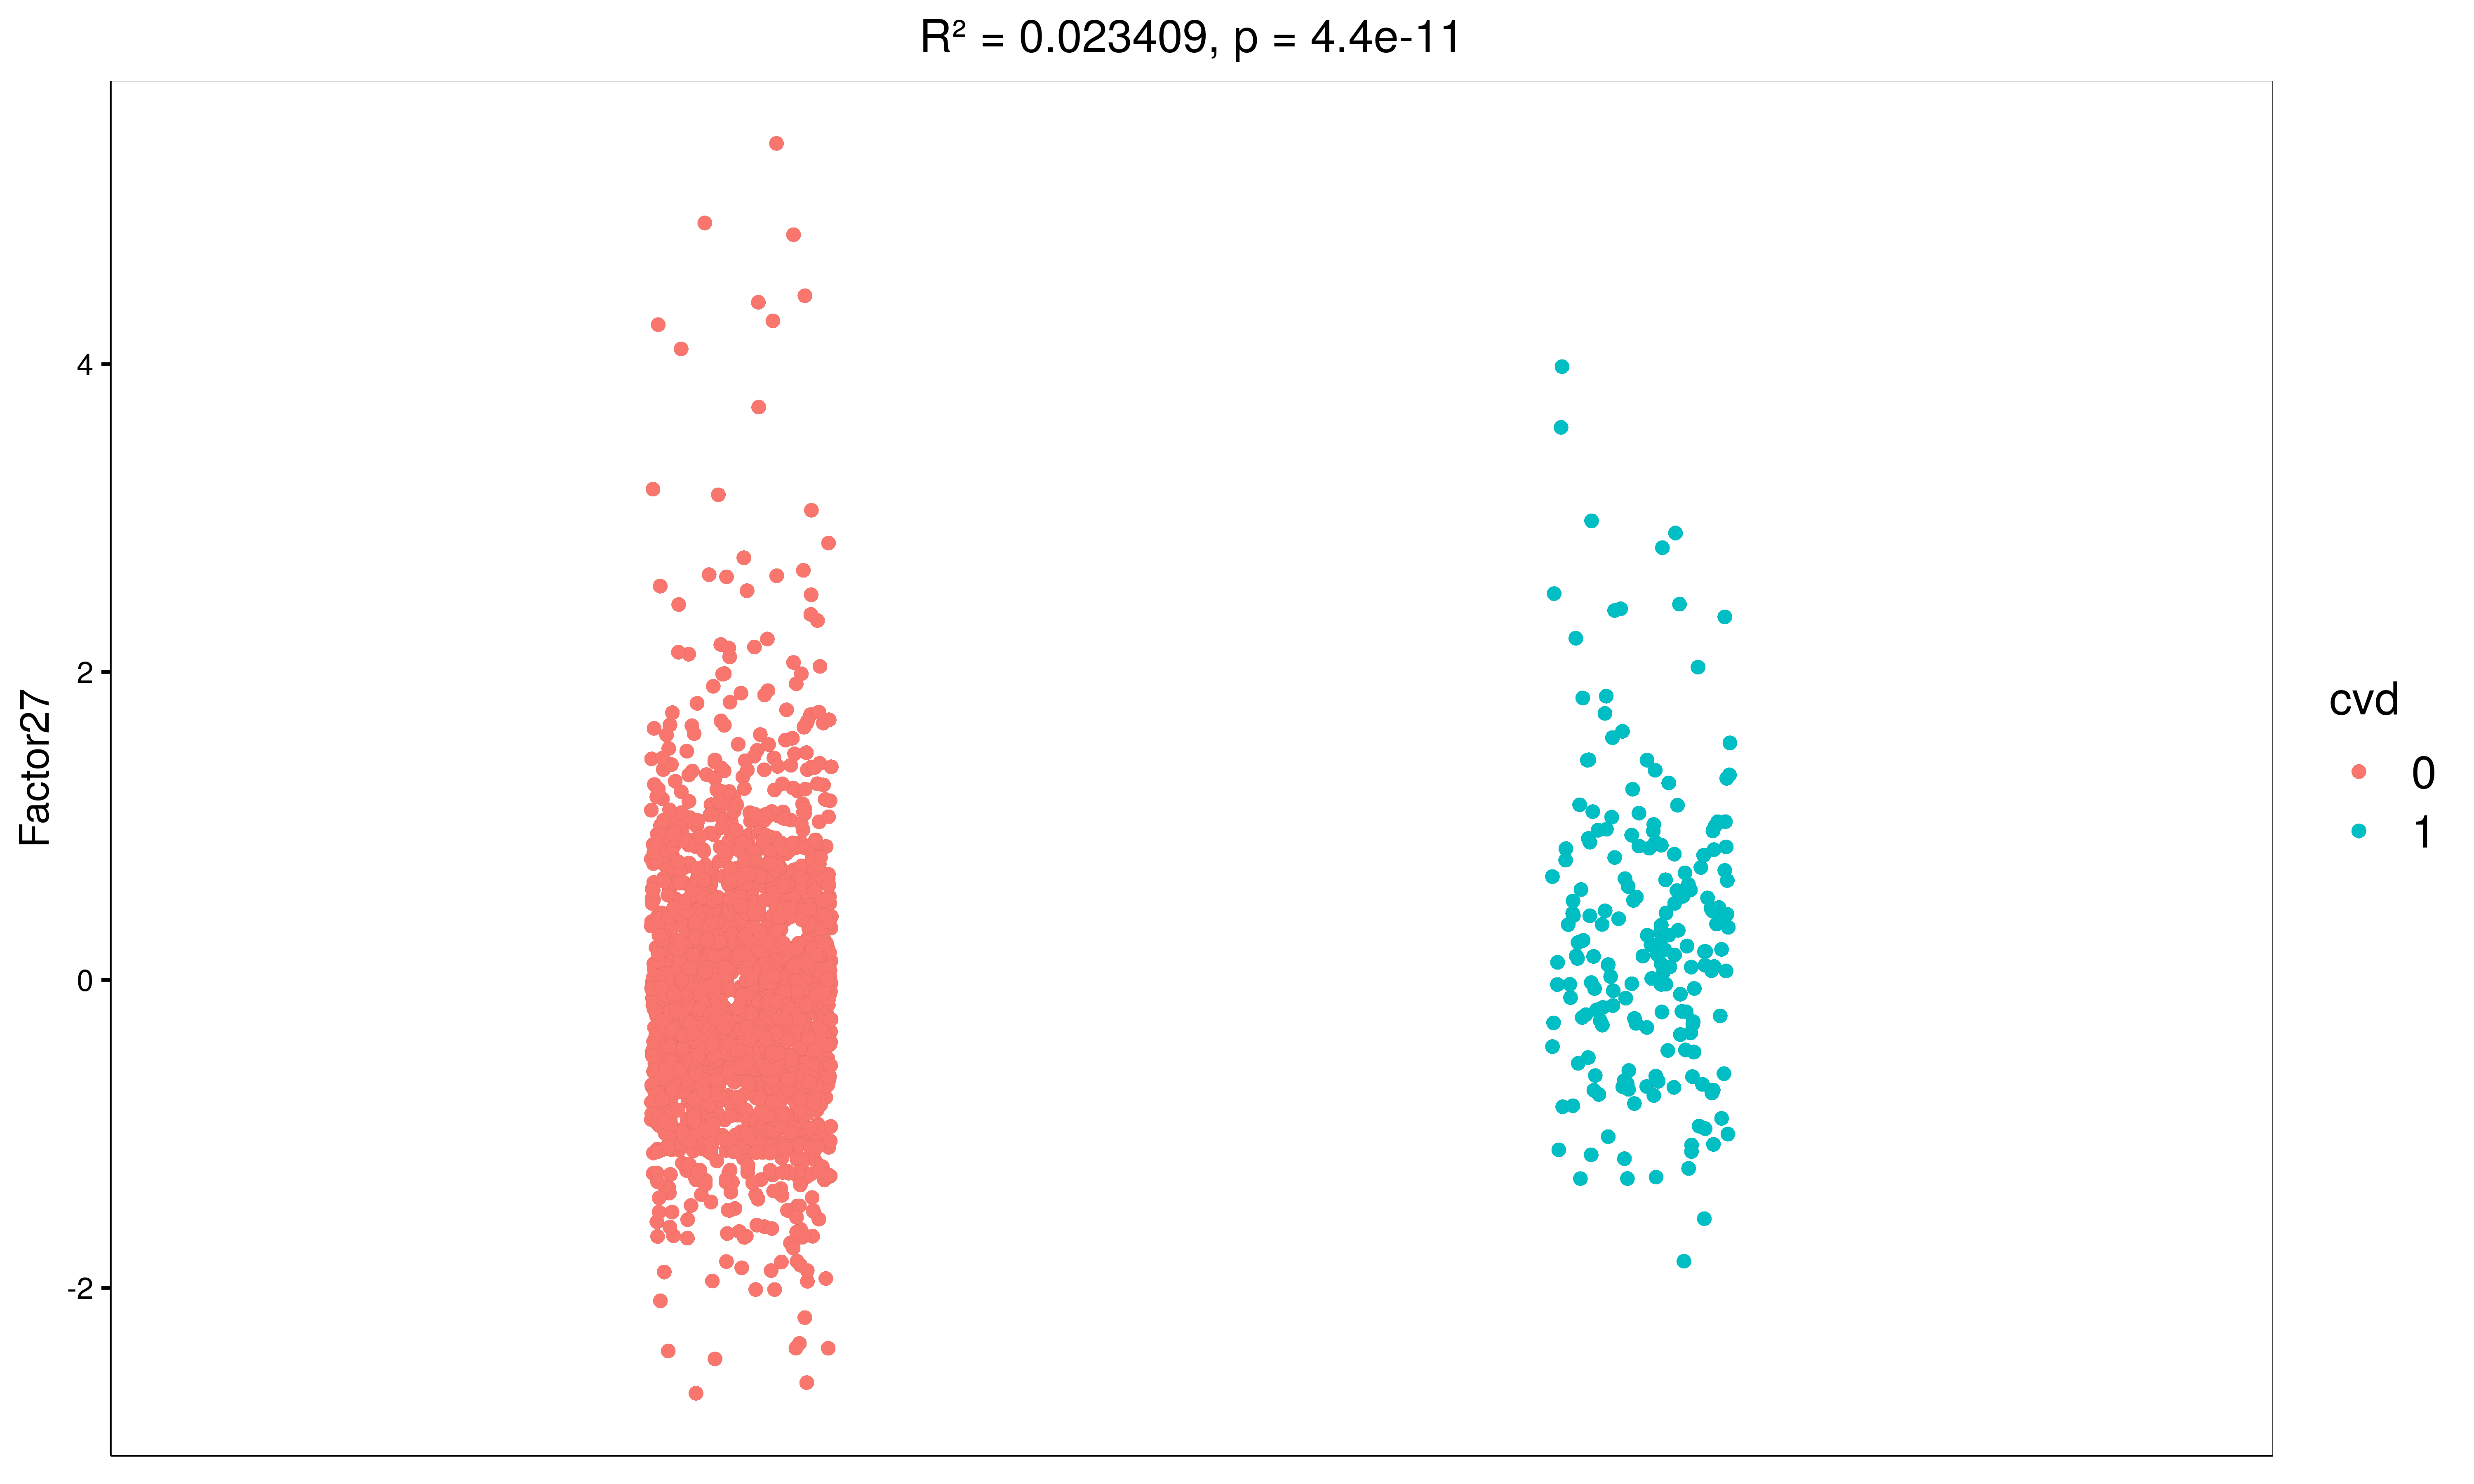 R² = 0.023409, p = 4.4e-11
Factor27
4
2
0
-2
cvd
0
1